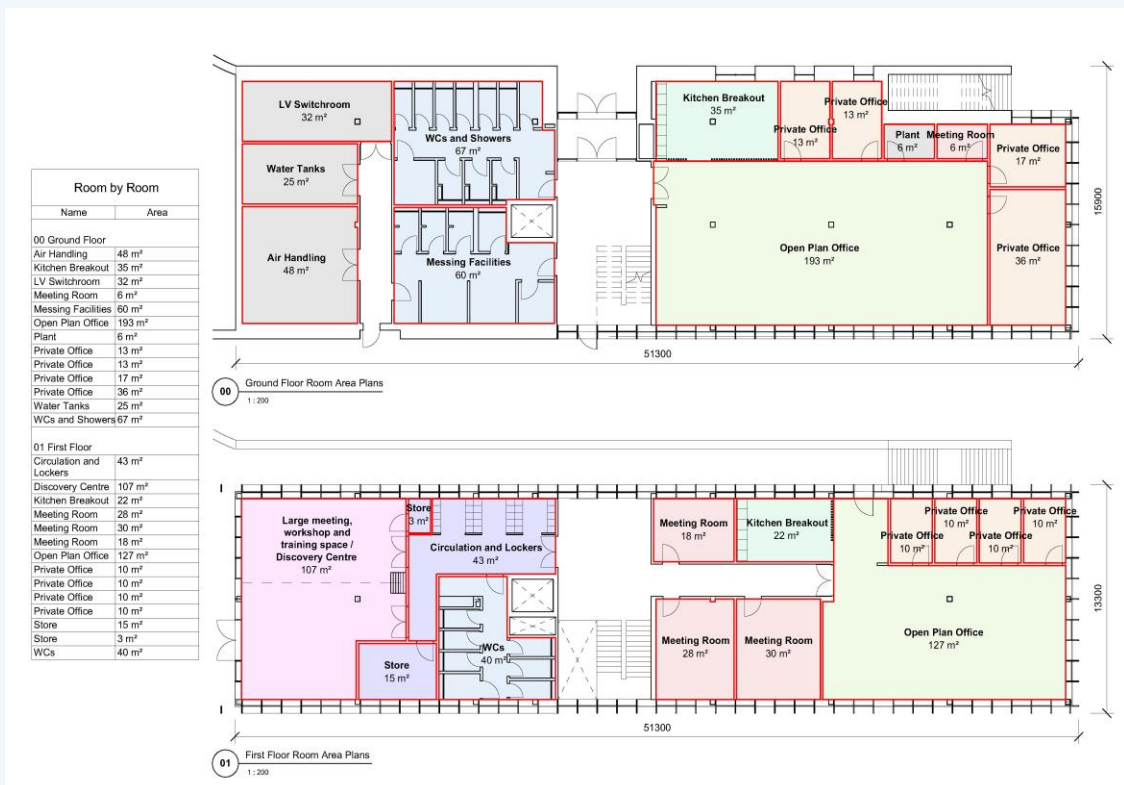 Room by Room
Name Area
00 Ground Floor
Air Handling 48 m²
Kitchen Breakout 35 m²
LV Switchroom 32 m²
Meeting Room 6 m²
Messing Facilities 60 m²
Open Plan Office 193 m²
Plant 6 m²
Private Office 13 m²
Private Office 13 m²
Private Office 17 m²
Private Office 36 m²
Water Tanks 25 m²
WCs and Showers 67 m²
01 First Floor
Circulation and 43 m²
Lockers
Discovery Centre 107 m²
Kitchen Breakout 22 m²
Meeting Room 28 m²
Meeting Room 30 m²
Meeting Room 18 m²
Open Plan Office 127 m²
Private Office 10 m²
Private Office 10 m²
Private Office 10 m²
Private Office 10 m²
Store 15 m²
Store 3 m²
WCs 40 m²
LV Switchroom
32 m²
WCs and Showers
67 m²
Water Tanks
25 m²
Air Handling
48 m²
Messing Facilities
60 m²
Kitchen Breakout
35 m²
Private Office
13 m²
Private Office
13 m²
Plant
6 m²
Meeting Room
6 m²
Private Office
17 m²
Open Plan Office
193 m²
Private Office
36 m²
15900
51300
00 Ground Floor Room Area Plans
1 : 200
Large meeting,
workshop and
training space /
Discovery Centre
107 m²
Store
3 m²
Circulation and Lockers
43 m²
Store
15 m²
WCs
40 m²
Meeting Room
18 m²
Kitchen Breakout
22 m²
Private Office
10 m²
Private Office
10 m²
Private Office
10 m²
Private Office
10 m²
Meeting Room
28 m²
Meeting Room
30 m²
Open Plan Office
127 m²
13300
51300
01 First Floor Room Area Plans
1 : 200